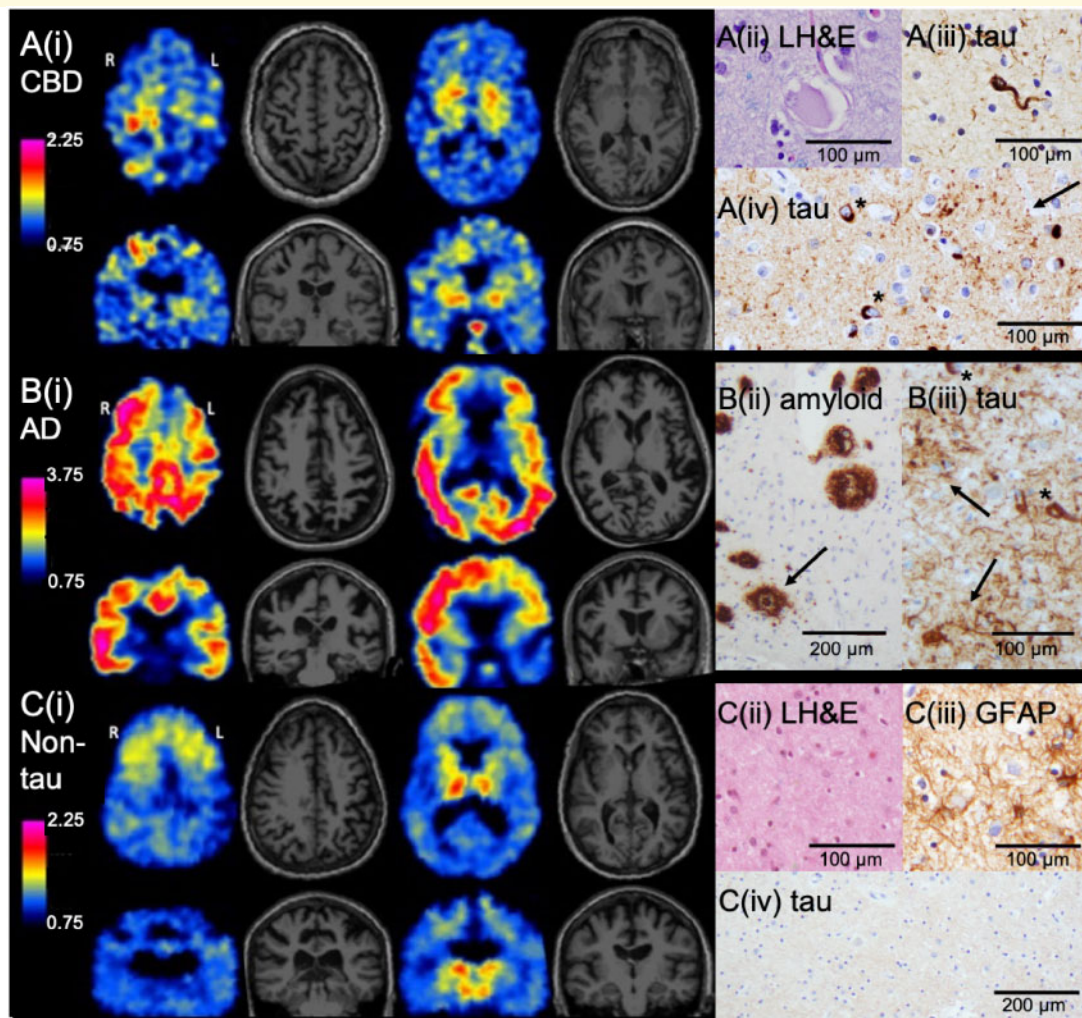 A(i)
CBD
R
L
2.25
0.75
A(ii) LH&E
100 µm
A(iii) tau
100 µm
A(iv) tau
*
*
100 µm
B(i)
AD
R
L
3.75
0.75
B(ii) amyloid
200 µm
B(iii) tau
*
*
100 µm
C(i)
Non-
tau
R
L
2.25
0.75
C(ii) LH&E
100 µm
C(iii) GFAP
100 µm
C(iv) tau
200 µm